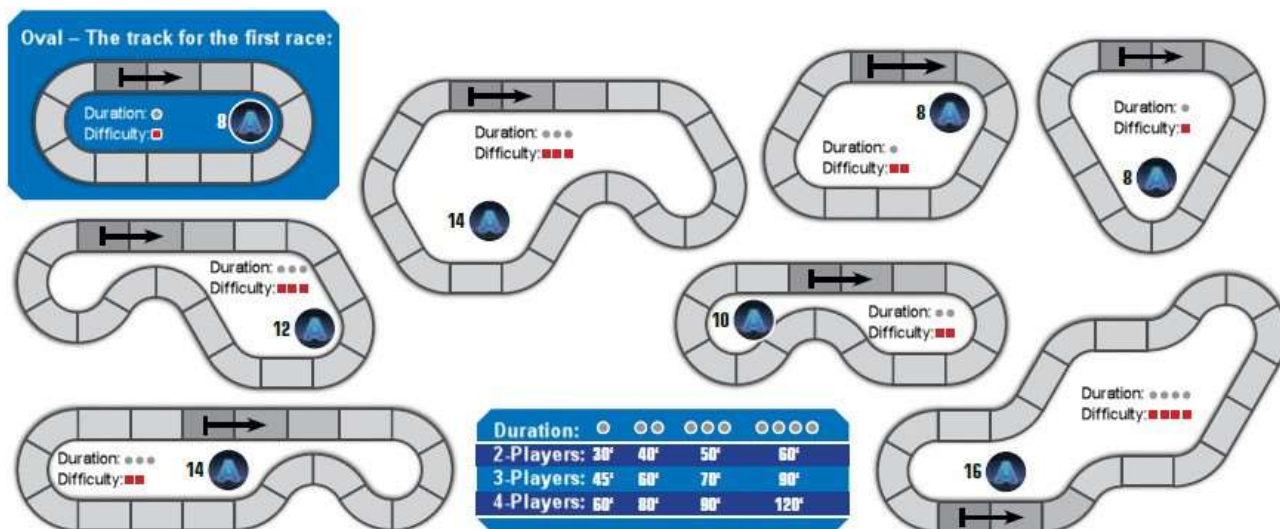 Oval – The track for the first race:
Duration:
Difficulty:
8
Duration:
Difficulty:
14
8
Duration:
Difficulty:
Duration:
Difficulty:
8
Duration:
Difficulty:
12
10
Duration:
Difficulty:
Duration:
Difficulty:
16
Duration:
Difficulty:
14
Duration:
2-Players: 30' 40' 50' 60'
3-Players: 45' 60' 70' 90'
4-Players: 60' 80' 90' 120'